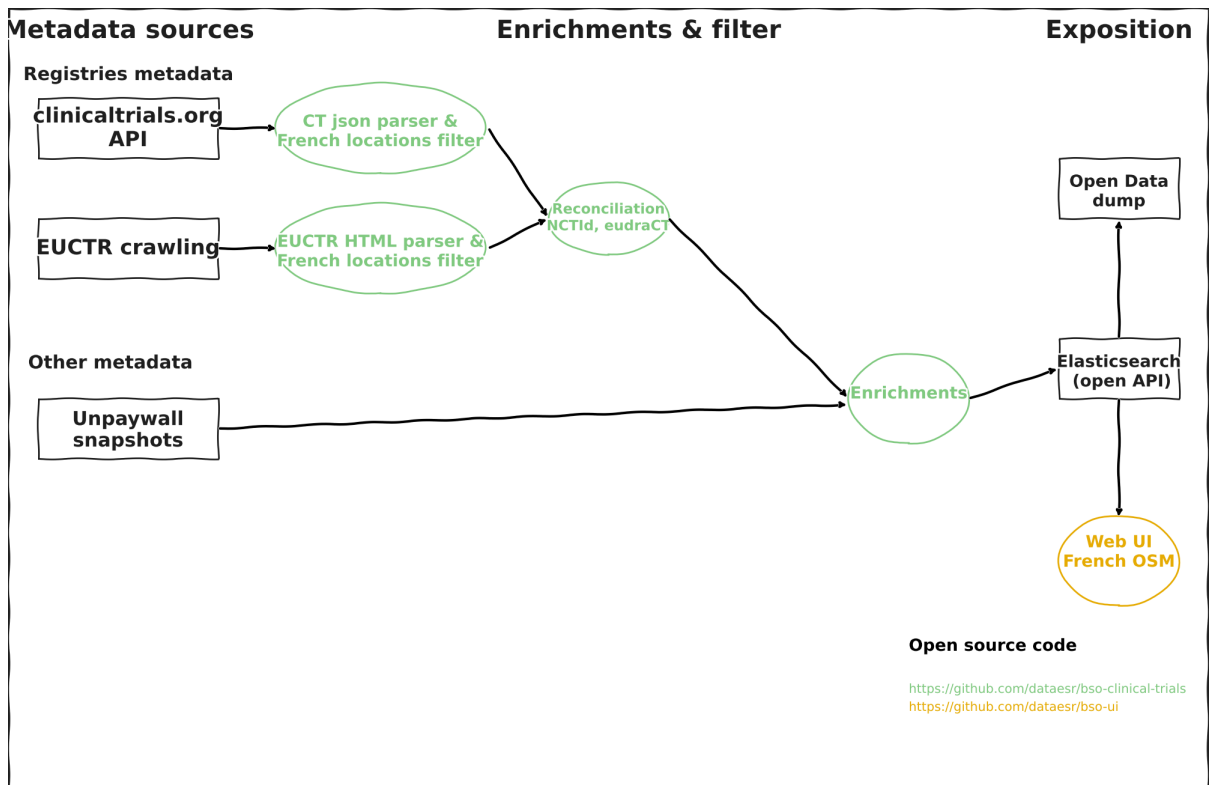 Metadata sources
Enrichments & filter
Exposition
Registries metadata
clinicaltrials.org
API
CT json parser &
French locations filter
EUCTR crawling
EUCTR HTML parser &
French locations filter
Reconciliation
NCTId, eudraCT
Open Data
dump
Other metadata
Unpaywall
snapshots
Enrichments
Elasticsearch
(open API)
Web UI
French OSM
Open source code
https://github.com/dataesr/bso-clinical-trials
https://github.com/dataesr/bso-ui